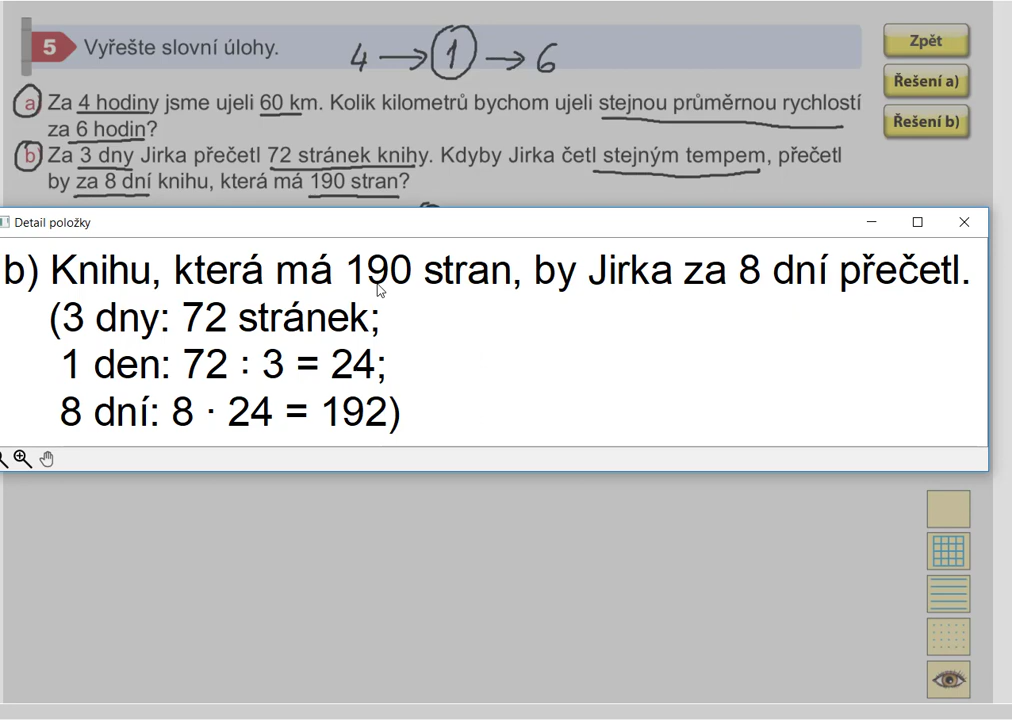 5 Vyřešte slovní úlohy. 4 → 1 → 6
a) Za 4 hodiny jsme ujeli 60 km. Kolik kilometrů bychom ujeli stejnou průměrnou rychlostí
za 6 hodin?
b) Za 3 dny Jirka přečetl 72 stránek knihy. Kdyby Jirka četl stejným tempem, přečetl
by za 8 dní knihu, která má 190 stran?
Zpět
Řešení a)
Řešení b)
Detail položky
b) Knihu, která má 190 stran, by Jirka za 8 dní přečetl.
(3 dny: 72 stránek;
1 den: 72 : 3 = 24;
8 dní: 8 · 24 = 192)